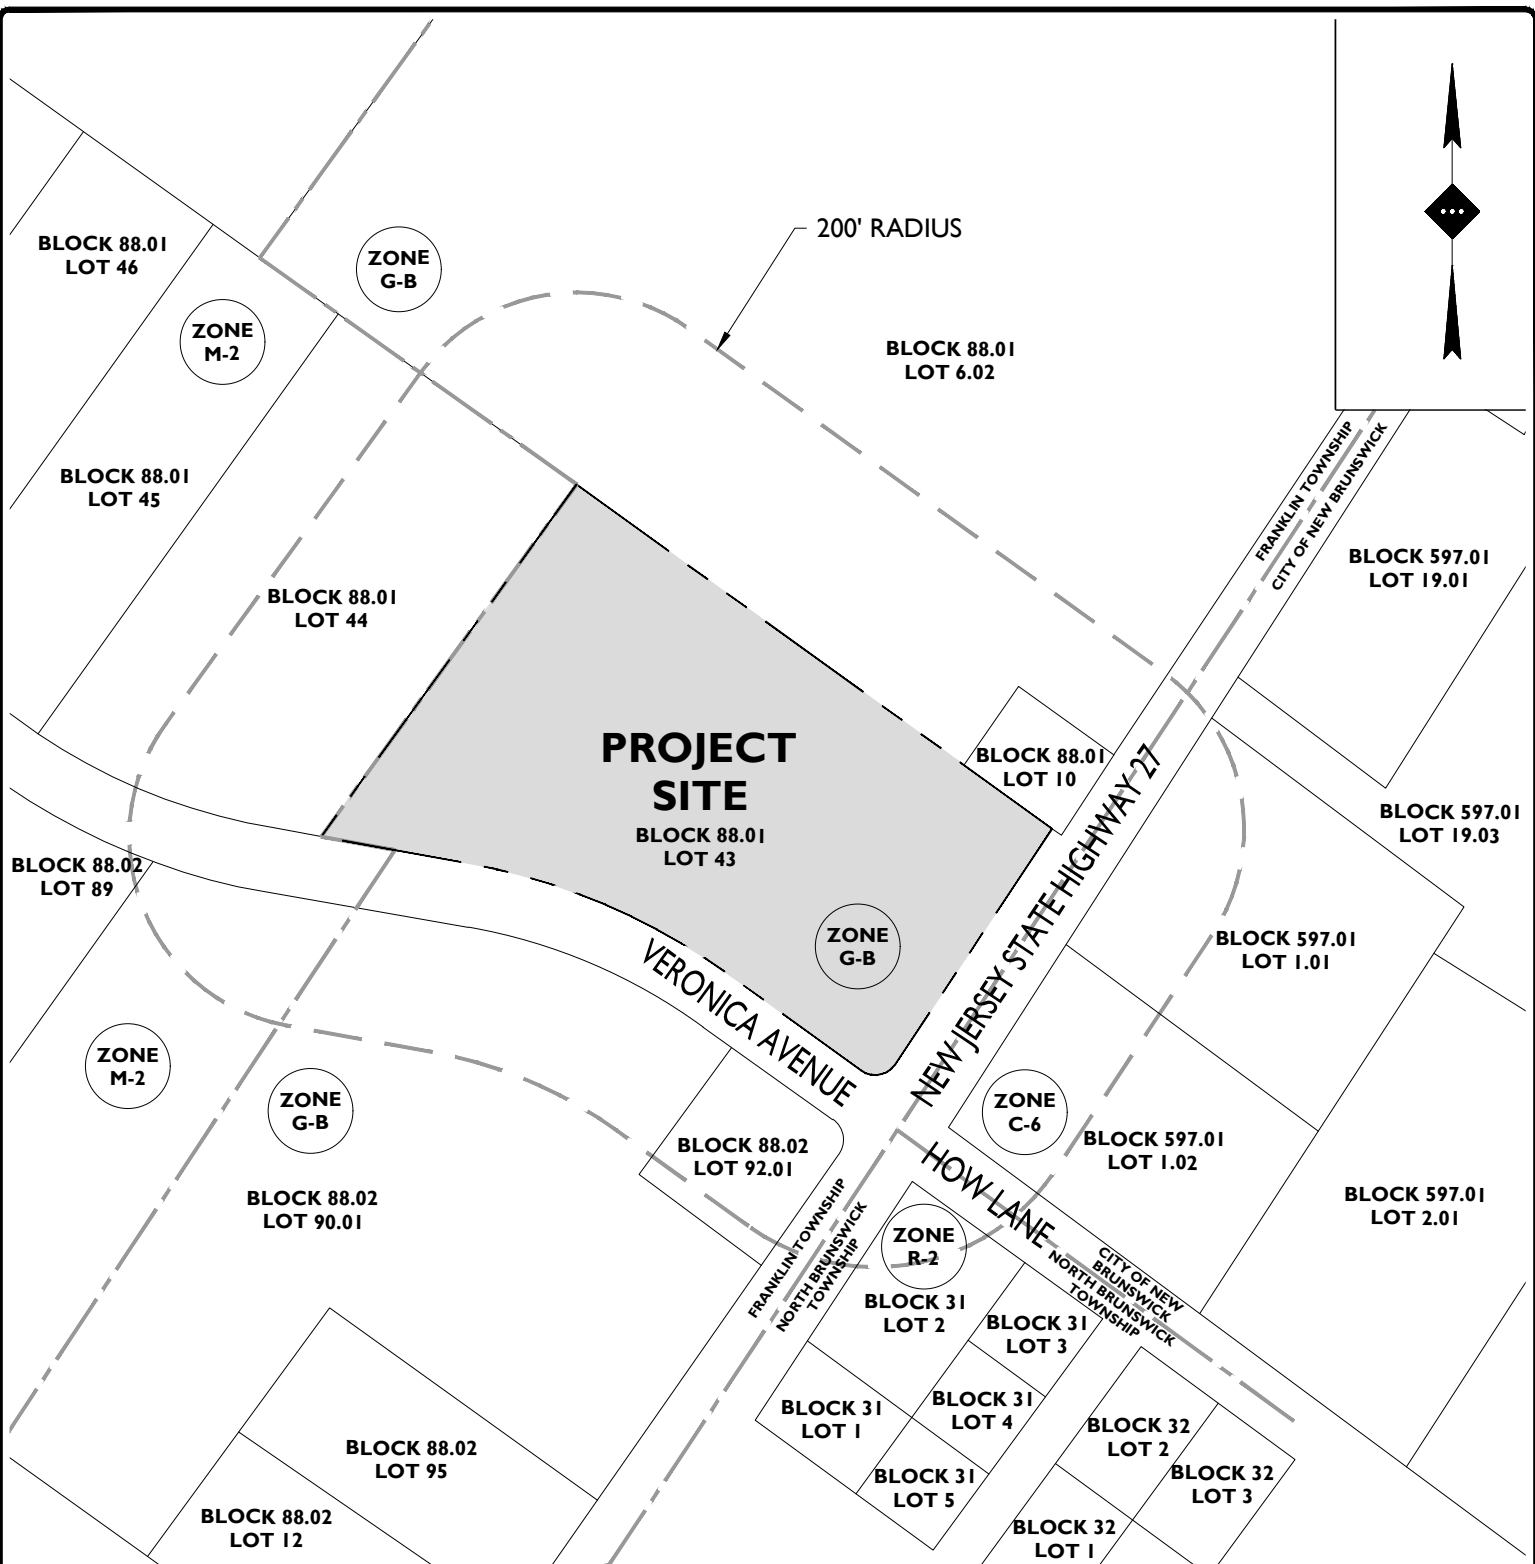 200' RADIUS
BLOCK 88.01
LOT 46
ZONE
G-B
ZONE
M-2
BLOCK 88.01
LOT 6.02
FRANKLIN TOWNSHIP
CITY OF NEW BRUNSWICK
BLOCK 88.01
LOT 45
BLOCK 597.01
LOT 19.01
BLOCK 88.01
LOT 44
PROJECT
SITE
BLOCK 88.01
LOT 43
BLOCK 88.01
LOT 10
NEW JERSEY STATE HIGHWAY 27
BLOCK 597.01
LOT 19.03
BLOCK 88.02
LOT 89
ZONE
G-B
BLOCK 597.01
LOT 1.01
VERONICA AVENUE
ZONE
M-2
ZONE
G-B
ZONE
C-6
BLOCK 88.02
LOT 92.01
BLOCK 597.01
LOT 1.02
HOW LANE
BLOCK 88.02
LOT 90.01
BLOCK 597.01
LOT 2.01
FRANKLIN TOWNSHIP
NORTH BRUNSWICK
TOWNSHIP
ZONE
R-2
CITY OF NEW
BRUNSWICK
NORTH BRUNSWICK
TOWNSHIP
BLOCK 31
LOT 2
BLOCK 31
LOT 3
BLOCK 31
LOT 1
BLOCK 31
LOT 4
BLOCK 32
LOT 2
BLOCK 88.02
LOT 95
BLOCK 31
LOT 5
BLOCK 32
LOT 3
BLOCK 88.02
LOT 12
BLOCK 32
LOT 1